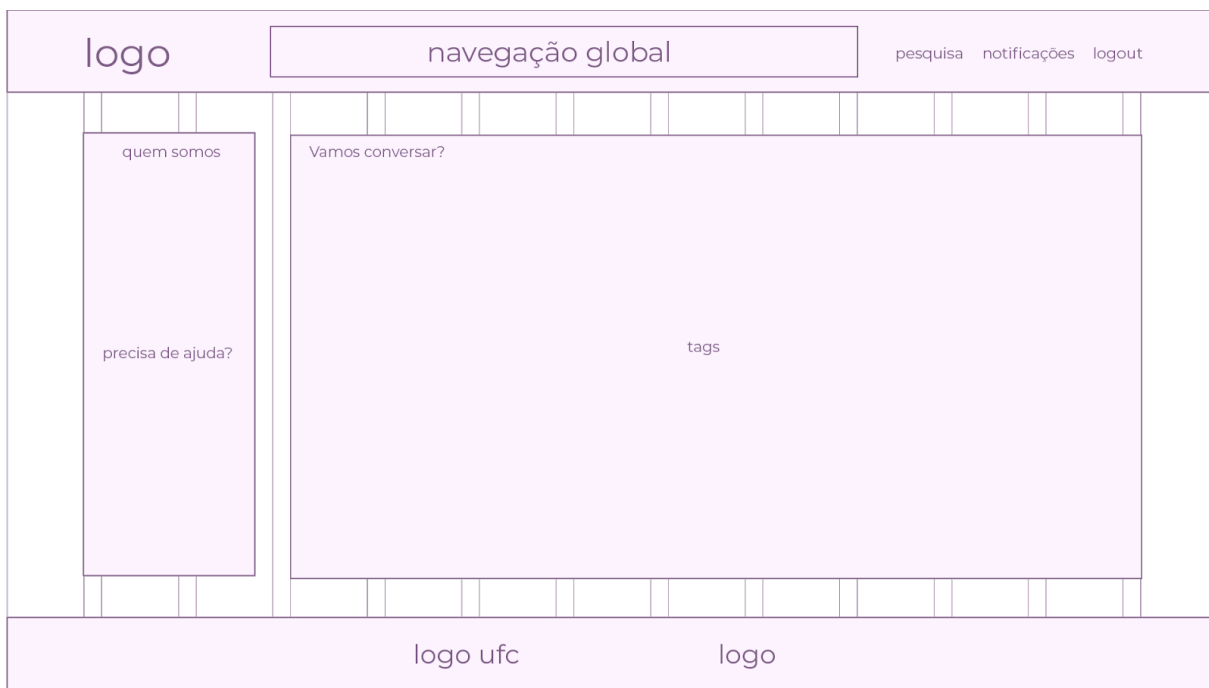 logo
navegação global
pesquisa notificações logout
quem somos
precisa de ajuda?
Vamos conversar?
tags
logo ufc
logo